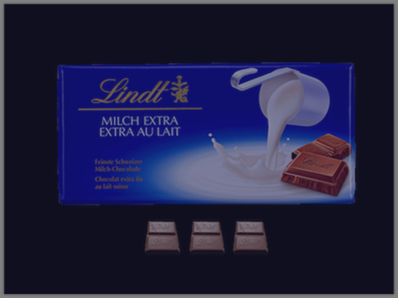 Lindt
MILCH EXTRA
EXTRA AU LAIT
Feinste Schweizer
Milch-Chocolade
Chocolat extra fin
au lait suisse